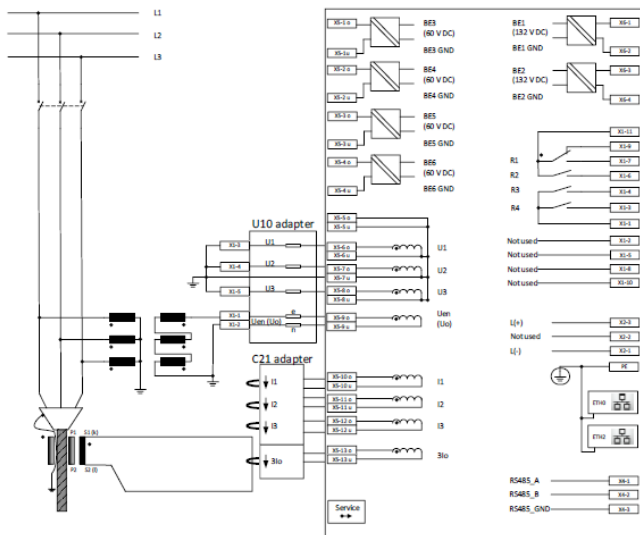 L1
L2
L3
X5-1 o
BE3
(60 V DC)
X5-1u
BE3 GND
X5-2 o
BE4
(60 V DC)
X5-2 u
BE4 GND
X5-3 o
BE5
(60 V DC)
X5-3 u
BE5 GND
X5-4 o
BE6
(60 V DC)
X5-4 u
BE6 GND
BE1
(132 V DC)
X6-1
BE1 GND
X6-2
BE2
(132 V DC)
X6-3
BE2 GND
X6-4
X1-11
X1-9
R1
X1-7
R2
X1-6
R3
X1-4
R4
X1-3
X1-1
Not used
X1-2
Not used
X1-5
Not used
X1-8
Not used
X1-10
U10 adapter
X5-5 o
X5-5 u
X1-3
U1
X5-6 o
X5-6 u
U1
X1-4
U2
X5-7 o
X5-7 u
U2
X1-5
U3
X5-8 o
X5-8 u
U3
X1-1
e
X5-9 o
Uen
X1-2
Uen (Uo)
n
X5-9 u
(Uo)
L(+)
X2-3
Not used
X2-2
L(-)
X2-1
PE
ETH3
ETH2
C21 adapter
I1
X5-10 o
X5-10 u
I1
I2
X5-11 o
X5-11 u
I2
I3
X5-12 o
X5-12 u
I3
3Io
X5-13 o
X5-13 u
3Io
P1
S1 (k)
P2
S2 (l)
Service
RS485_A
X4-1
RS485_B
X4-2
RS485_GND
X4-3